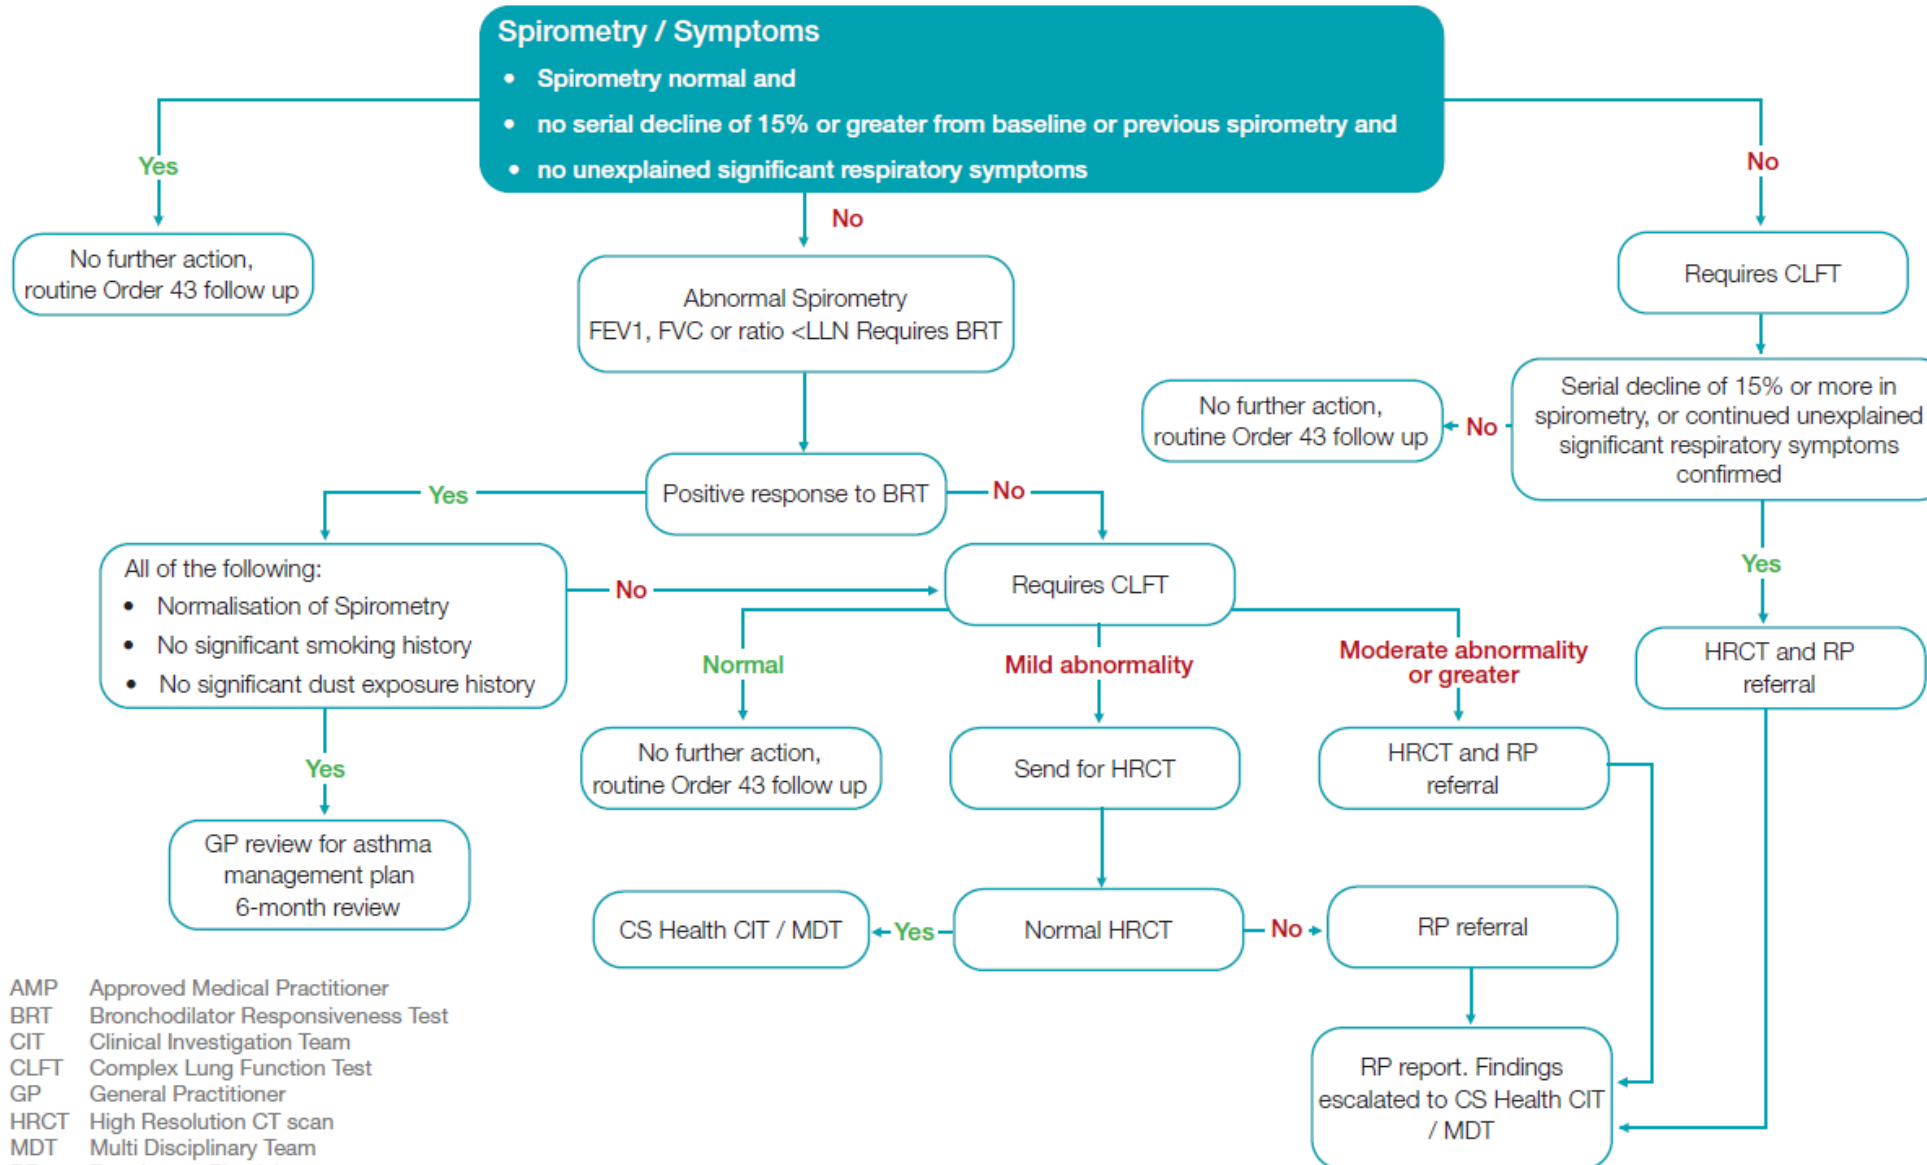 Spirometry / Symptoms
• Spirometry normal and
• no serial decline of 15% or greater from baseline or previous spirometry and
• no unexplained significant respiratory symptoms
Yes
No
No
No further action,
routine Order 43 follow up
Abnormal Spirometry
FEV1, FVC or ratio <LLN Requires BRT
Requires CLFT
No further action,
routine Order 43 follow up
No
Serial decline of 15% or more in
spirometry, or continued unexplained
significant respiratory symptoms
confirmed
Yes
Positive response to BRT
No
All of the following:
• Normalisation of Spirometry
• No significant smoking history
• No significant dust exposure history
No
Requires CLFT
Yes
HRCT and RP
referral
Normal
Mild abnormality
Moderate abnormality
or greater
Yes
No further action,
routine Order 43 follow up
Send for HRCT
HRCT and RP
referral
GP review for asthma
management plan
6-month review
CS Health CIT / MDT
Yes
Normal HRCT
No
RP referral
RP report. Findings
escalated to CS Health CIT
/ MDT
AMP Approved Medical Practitioner
BRT Bronchodilator Responsiveness Test
CIT Clinical Investigation Team
CLFT Complex Lung Function Test
GP General Practitioner
HRCT High Resolution CT scan
MDT Multi Disciplinary Team